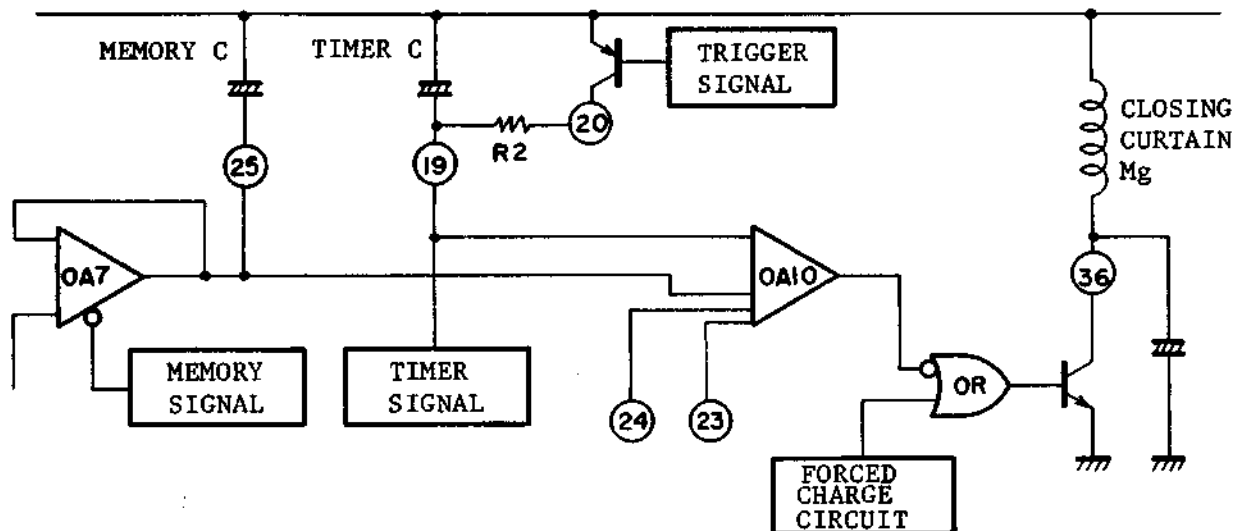 MEMORY C
TIMER C
TRIGGER
SIGNAL
20
R2
25
19
CLOSING
CURTAIN
Mg
OA7
OA10
36
MEMORY
SIGNAL
TIMER
SIGNAL
24
23
OR
FORCED
CHARGE
CIRCUIT